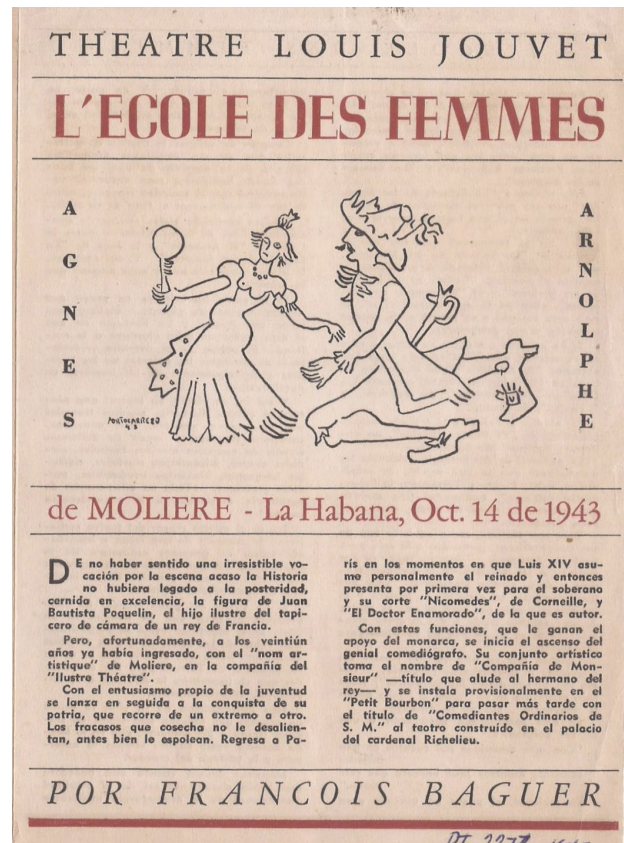 THEATRE LOUIS JOUVET
L'ECOLE DES FEMMES
AGNES
ARNOLPHE
PORTOCARRERO
43
de MOLIERE - La Habana, Oct. 14 de 1943
DE no haber sentido una irresistible vo-
cación por la escena acaso la Historia
no hubiera legado a la posteridad,
cernida en excelencia, la figura de Juan
Bautista Poquelin, el hijo ilustre del tapi-
cero de cámara de un rey de Francia.
Pero, afortunadamente, a los veintiún
años ya había ingresado, con el "nom ar-
tistique" de Moliere, en la compañía del
"Ilustre Théatre".
Con el entusiasmo propio de la juventud
se lanza en seguida a la conquista de su
patria, que recorre de un extremo a otro.
Los fracasos que cosecha no le desalien-
tan, antes bien le espolean. Regresa a Pa-
rís en los momentos en que Luis XIV asu-
me personalmente el reinado y entonces
presenta por primera vez para el soberano
y su corte "Nicomedes", de Corneille, y
"El Doctor Enamorado", de la que es autor.
Con estas funciones, que le ganan el
apoyo del monarca, se inicia el ascenso del
genial comediógrafo. Su conjunto artístico
toma el nombre de "Compañía de Mon-
sieur" —título que alude al hermano del
rey— y se instala provisionalmente en el
"Petit Bourbon" para pasar más tarde con
el título de "Comediantes Ordinarios de
S. M." al teotro construído en el palacio
del cardenal Richelieu.
POR FRANCOIS BAGUER